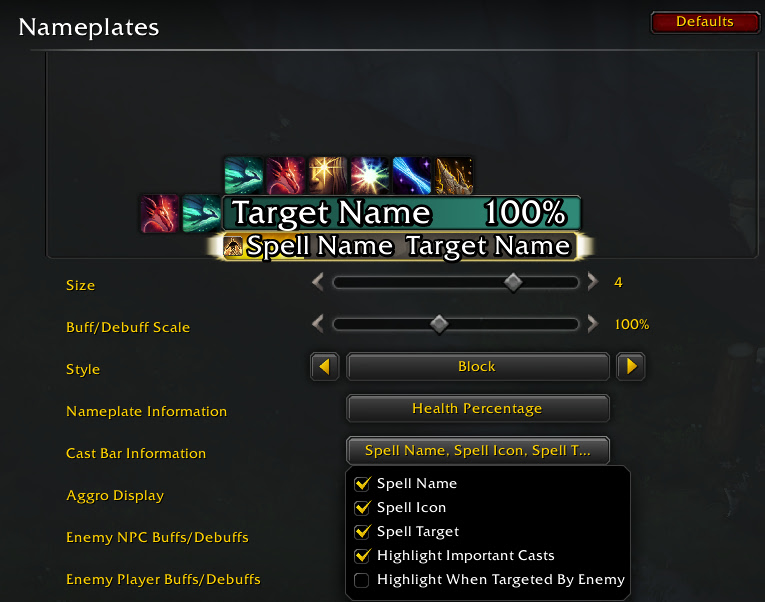 Nameplates
Defaults
Target Name 100%
Spell Name Target Name
Size 4
Buff/Debuff Scale 100%
Style Block
Nameplate Information Health Percentage
Cast Bar Information Spell Name, Spell Icon, Spell T...
Spell Name
Spell Icon
Aggro Display Spell Target
Enemy NPC Buffs/Debuffs Highlight Important Casts
Enemy Player Buffs/Debuffs Highlight When Targeted By Enemy